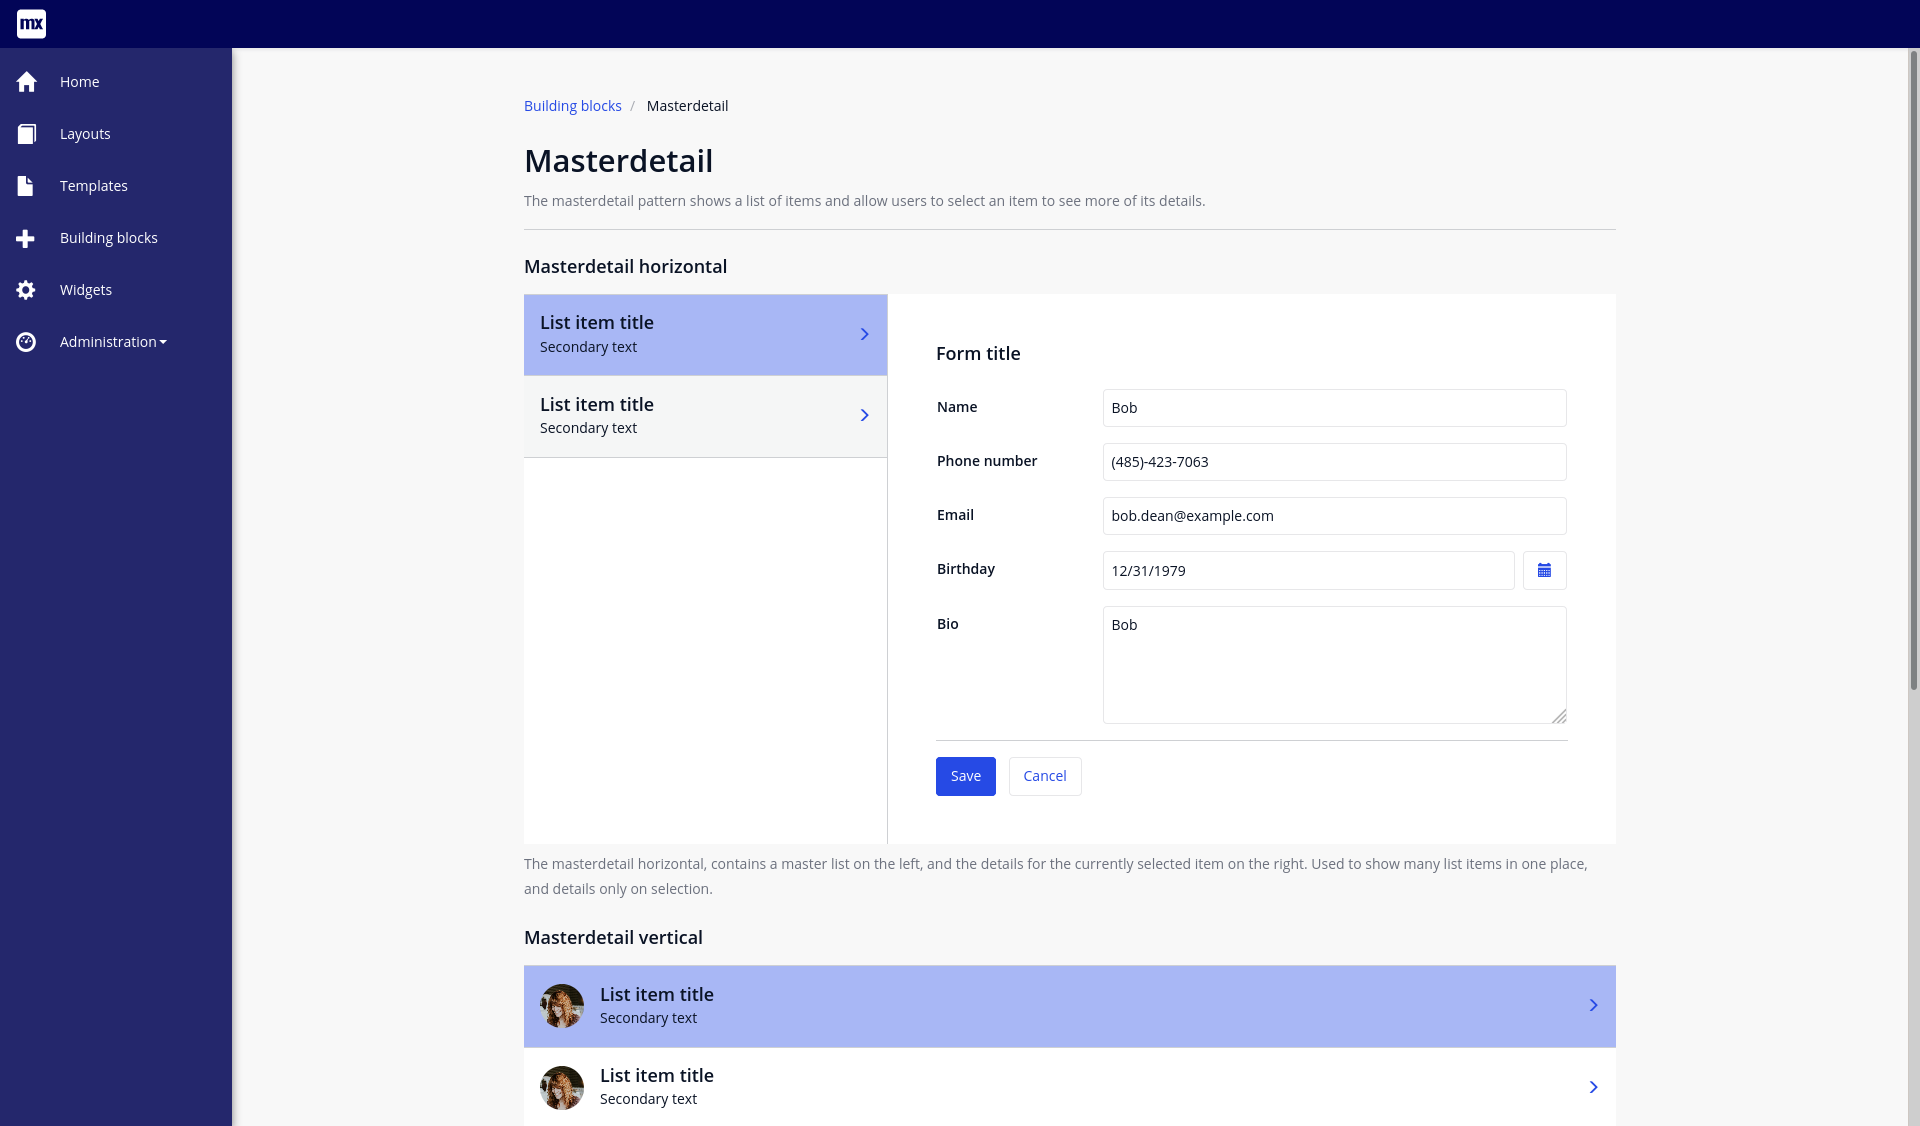 mx
Home
Layouts
Templates
Building blocks
Widgets
Administration
Building blocks / Masterdetail
Masterdetail
The masterdetail pattern shows a list of items and allow users to select an item to see more of its details.
Masterdetail horizontal
List item title
Secondary text
List item title
Secondary text
Form title
Name
Bob
Phone number
(485)-423-7063
Email
bob.dean@example.com
Birthday
12/31/1979
Bio
Bob
Save
Cancel
The masterdetail horizontal, contains a master list on the left, and the details for the currently selected item on the right. Used to show many list items in one place,
and details only on selection.
Masterdetail vertical
List item title
Secondary text
List item title
Secondary text